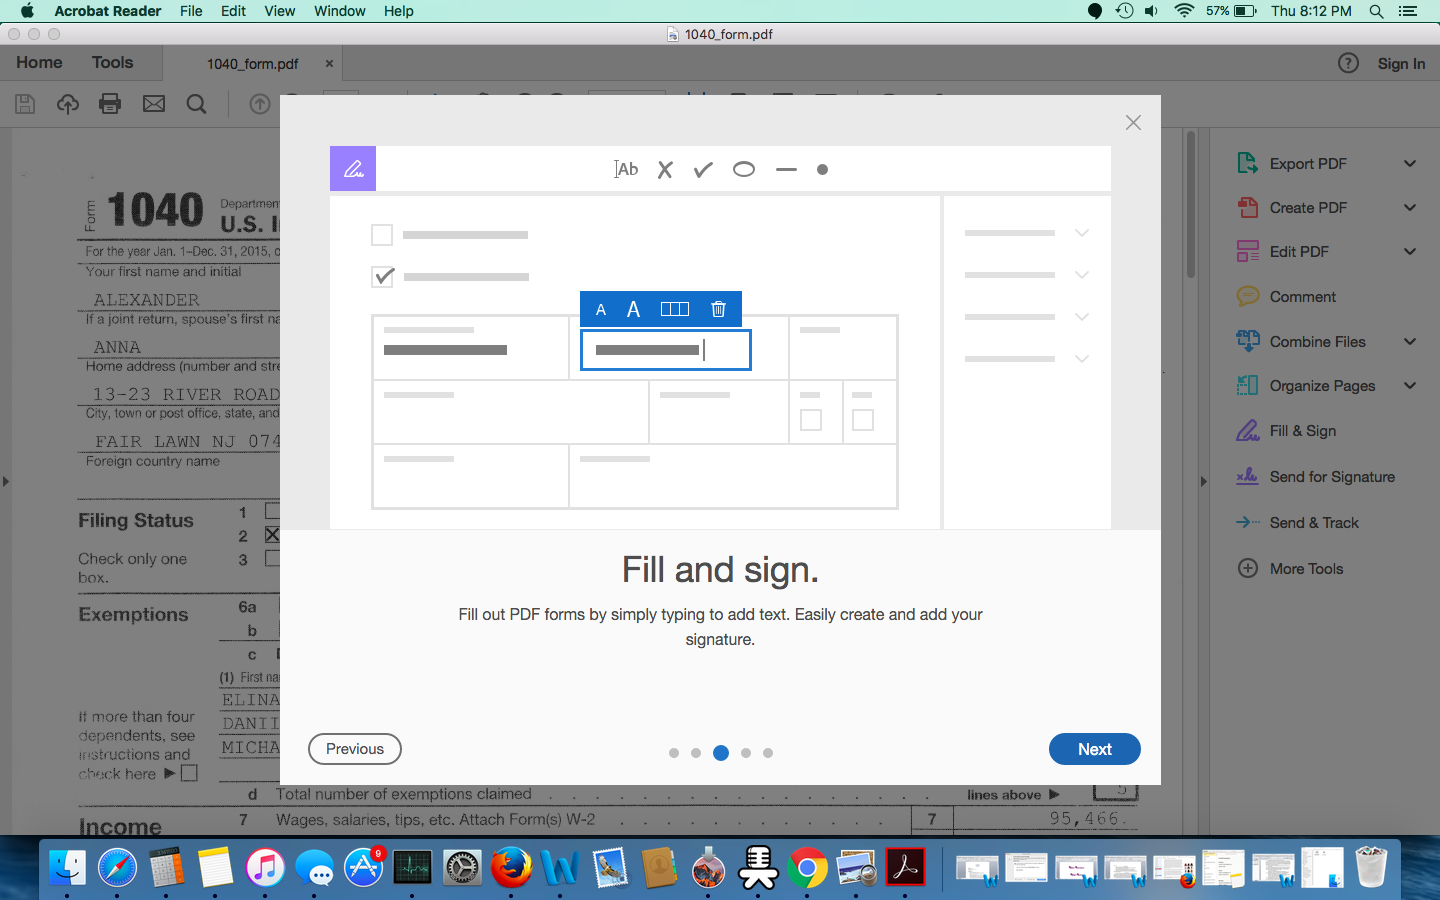 Acrobat Reader File Edit View Window Help 57% Thu 8:12 PM
1040_form.pdf
Home Tools 1040_form.pdf × ? Sign In
Ab
Export PDF
Create PDF
Edit PDF
Comment
Combine Files
Organize Pages
Fill & Sign
Send for Signature
Send & Track
More Tools
Form 1040
U.S.
For the year Jan. 1–Dec. 31, 2015,
Your first name and initial
ALEXANDER
If a joint return, spouse's first
ANNA
Home address (number and
13-23 RIVER ROAD
City, town or post office, state, and
FAIR LAWN NJ
Foreign country name
Filing Status 1
2
Check only one 3
box.
Exemptions 6a
b
c
(1) First
ELINA
If more than four
dependents, see
instructions and
check here
A A
Fill and sign.
Fill out PDF forms by simply typing to add text. Easily create and add your
signature.
Previous Next
d Total number of exemptions claimed lines above 5
Income 7 Wages, salaries, tips, etc. Attach Form(s) W-2 7 95,466.
9